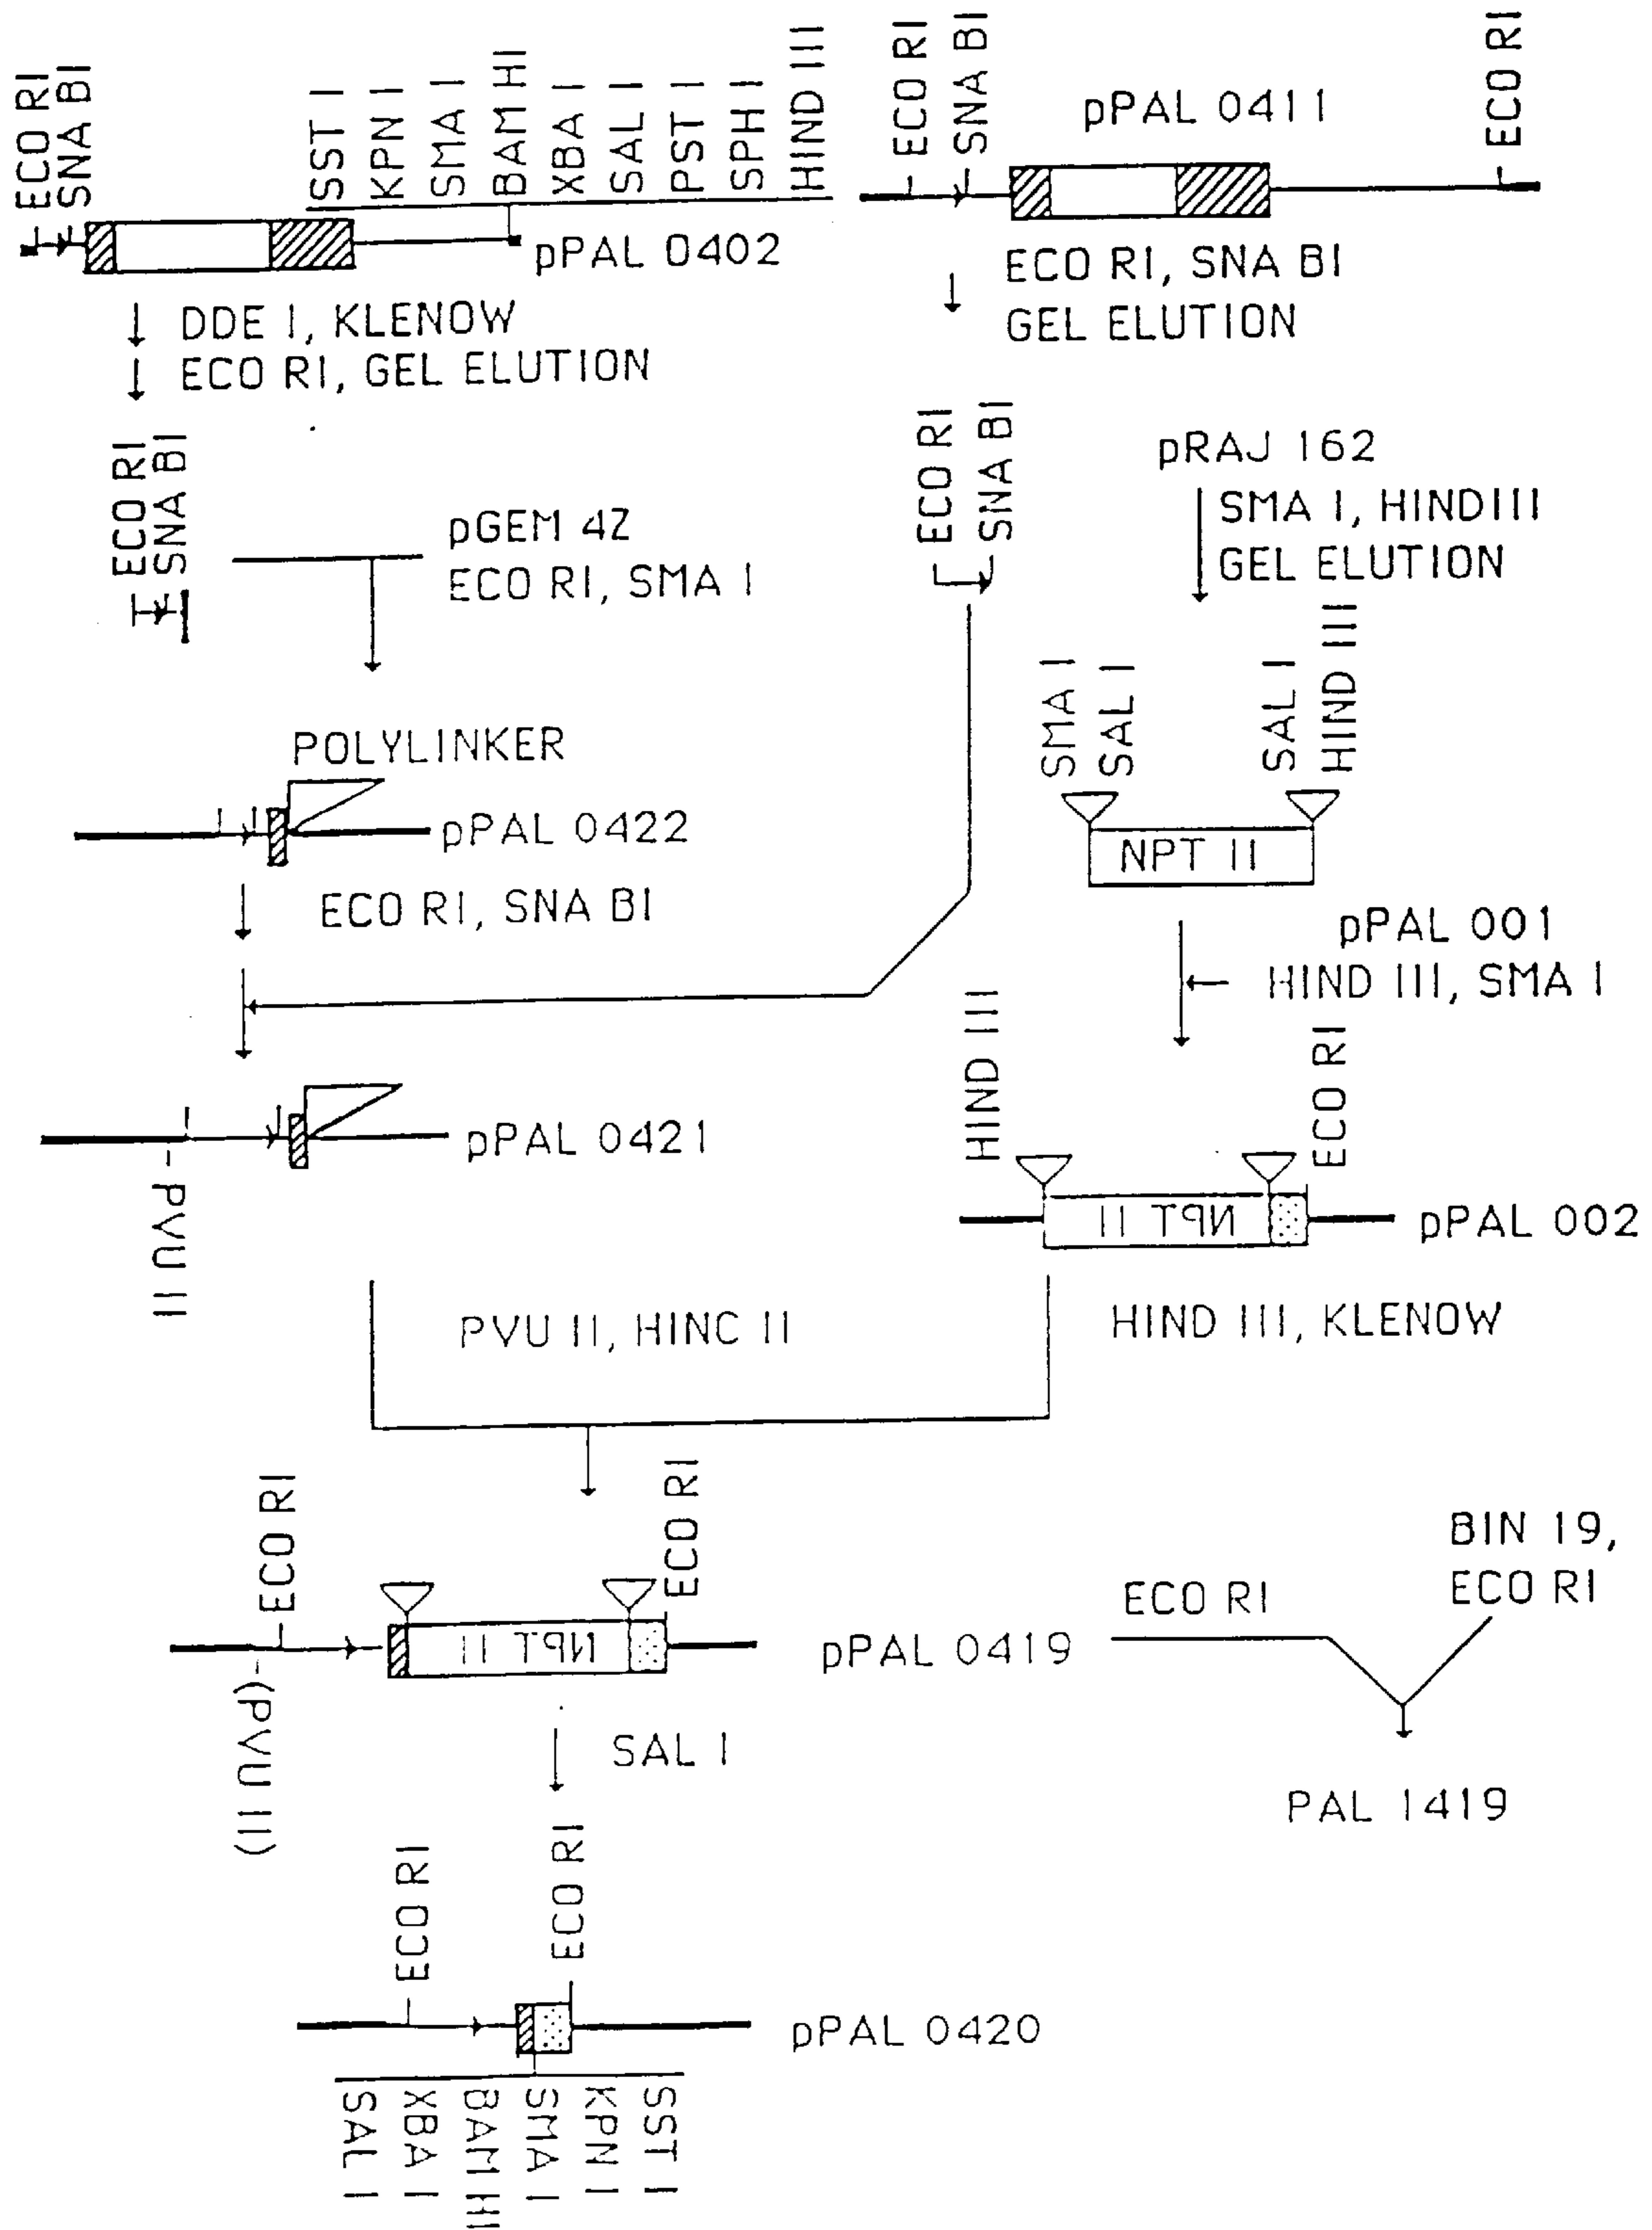 ECO RI
SNA BI
SST I
KPN I
SMA I
BAM HI
XBA I
SAL I
PST I
SPH I
HIND III
pPAL 0402
ECO RI
SNA BI
pPAL 0411
ECO RI
DDE I, KLENOW
ECO RI, GEL ELUTION
ECO RI, SNA BI
GEL ELUTION
ECO RI
SNA BI
pGEM 4Z
ECO RI, SMA I
ECO RI
SNA BI
pRAJ 162
SMA I, HINDIII
GEL ELUTION
SMA I
SAL I
SAL I
HIND III
NPT II
POLYLINKER
pPAL 0422
ECO RI, SNA BI
pPAL 001
HIND III, SMA I
pPAL 0421
PVU II
HIND III
ECO RI
NPT II
pPAL 002
PVU II, HINC II
HIND III, KLENOW
ECO RI
ECO RI
NPT II
(PVU II)
pPAL 0419
ECO RI
BIN 19,
ECO RI
PAL 1419
SAL I
ECO RI
ECO RI
pPAL 0420
SAL I
XBA I
BAM HI
SMA I
KPN I
SST I